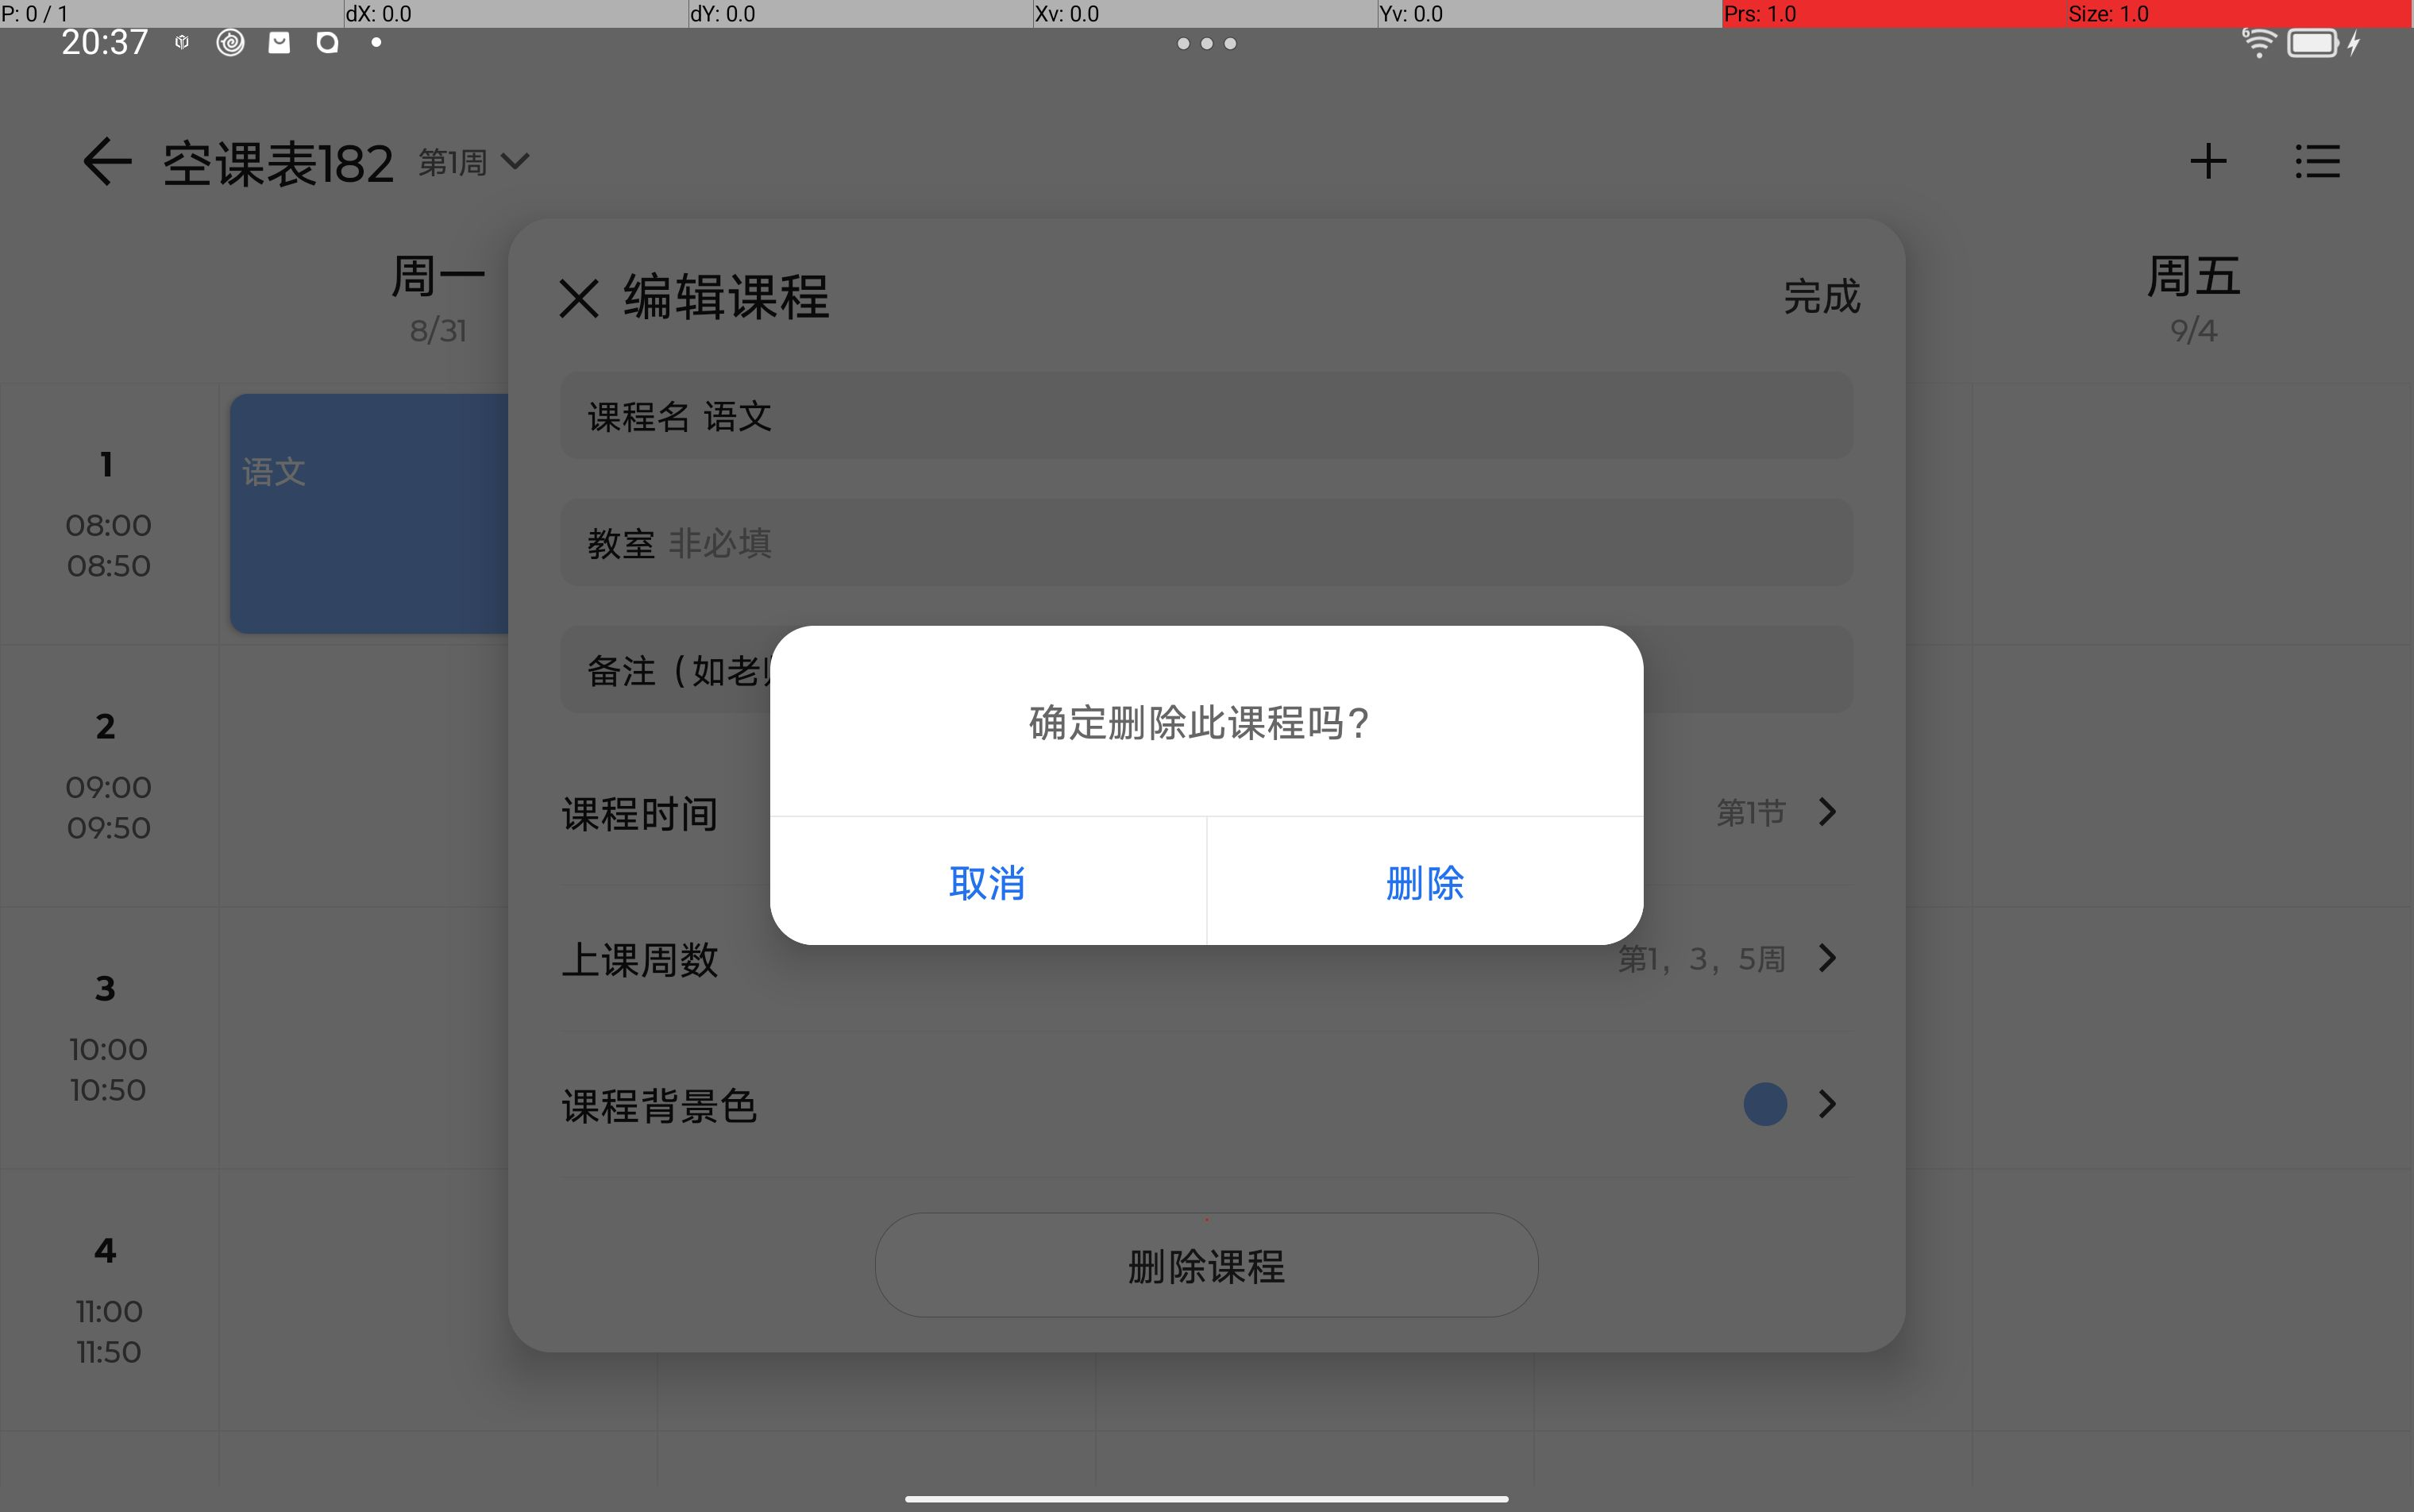 P: 0 / 1 dX: 0.0 dY: 0.0 Xv: 0.0 Yv: 0.0 Prs: 1.0 Size: 1.0
20:37 6
空课表182 第1周
周一 周五
8/31 9/4
编辑课程 完成
课程名 语文
1
语文
08:00
08:50
教室 非必填
备注（如老
2
09:00
09:50
确定删除此课程吗？
课程时间 第1节
取消 删除
上课周数 第1，3，5周
3
10:00
10:50
课程背景色
4
11:00
11:50
删除课程